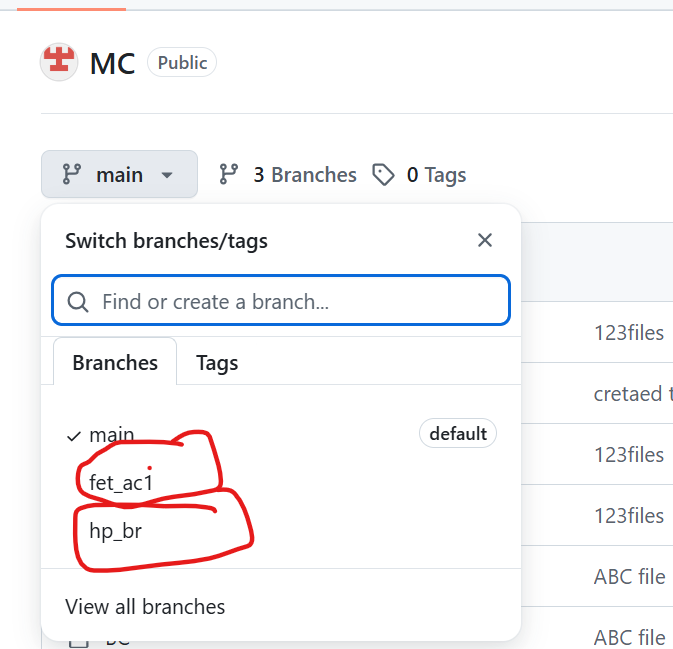 MC Public
main 3 Branches 0 Tags
Switch branches/tags
Find or create a branch...
Branches Tags
123files
cretaed
main default
123files
fet_ac1
123files
hp_br
ABC file
View all branches
ABC file